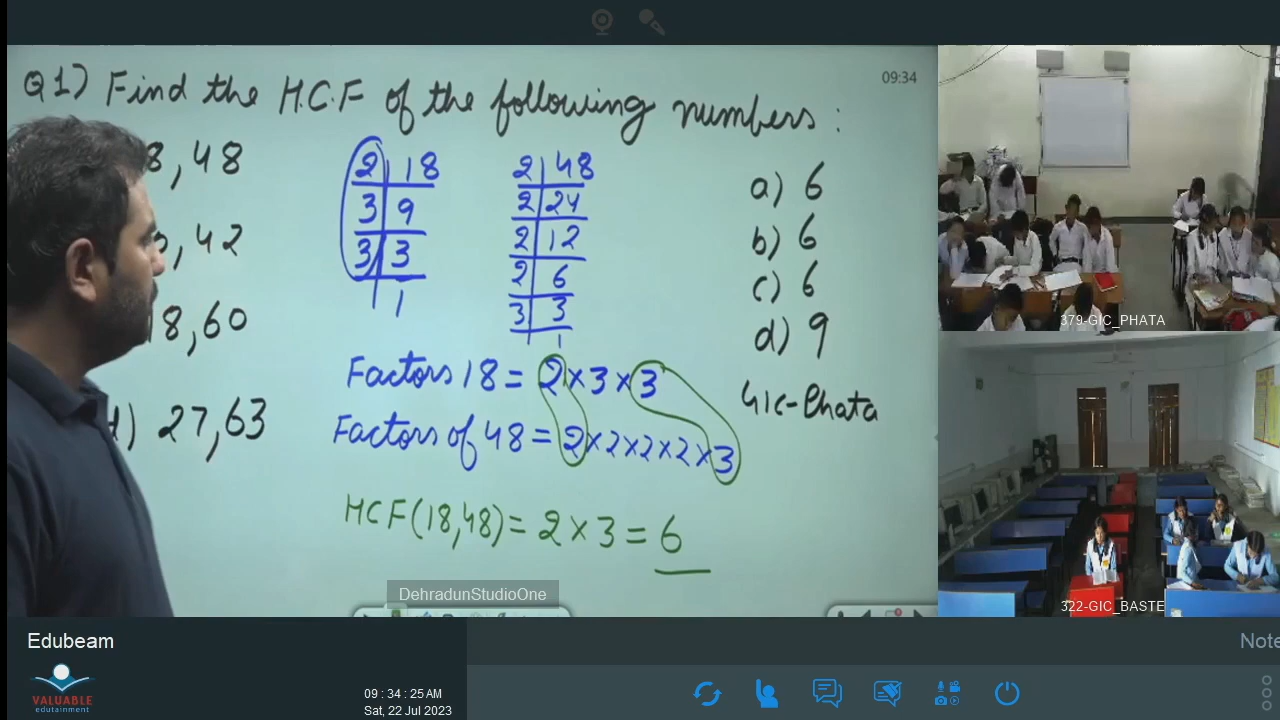 09:34
Q1) Find the H.C.F of the following numbers :
8,48
,42
18,60
d) 27,63
2 | 18
3 | 9
3 | 3
1
2 | 48
2 | 24
2 | 12
2 | 6
3 | 3
1
a) 6
b) 6
c) 6
d) 9
GIC-Phata
Factors 18 = 2 × 3 × 3
Factors of 48 = 2 × 2 × 2 × 2 × 3
HCF(18,48) = 2 × 3 = 6
DehradunStudioOne
379-GIC_PHATA
322-GIC_BASTE
Edubeam
VALUABLE
edutainment
09 : 34 : 25 AM
Sat, 22 Jul 2023
Note